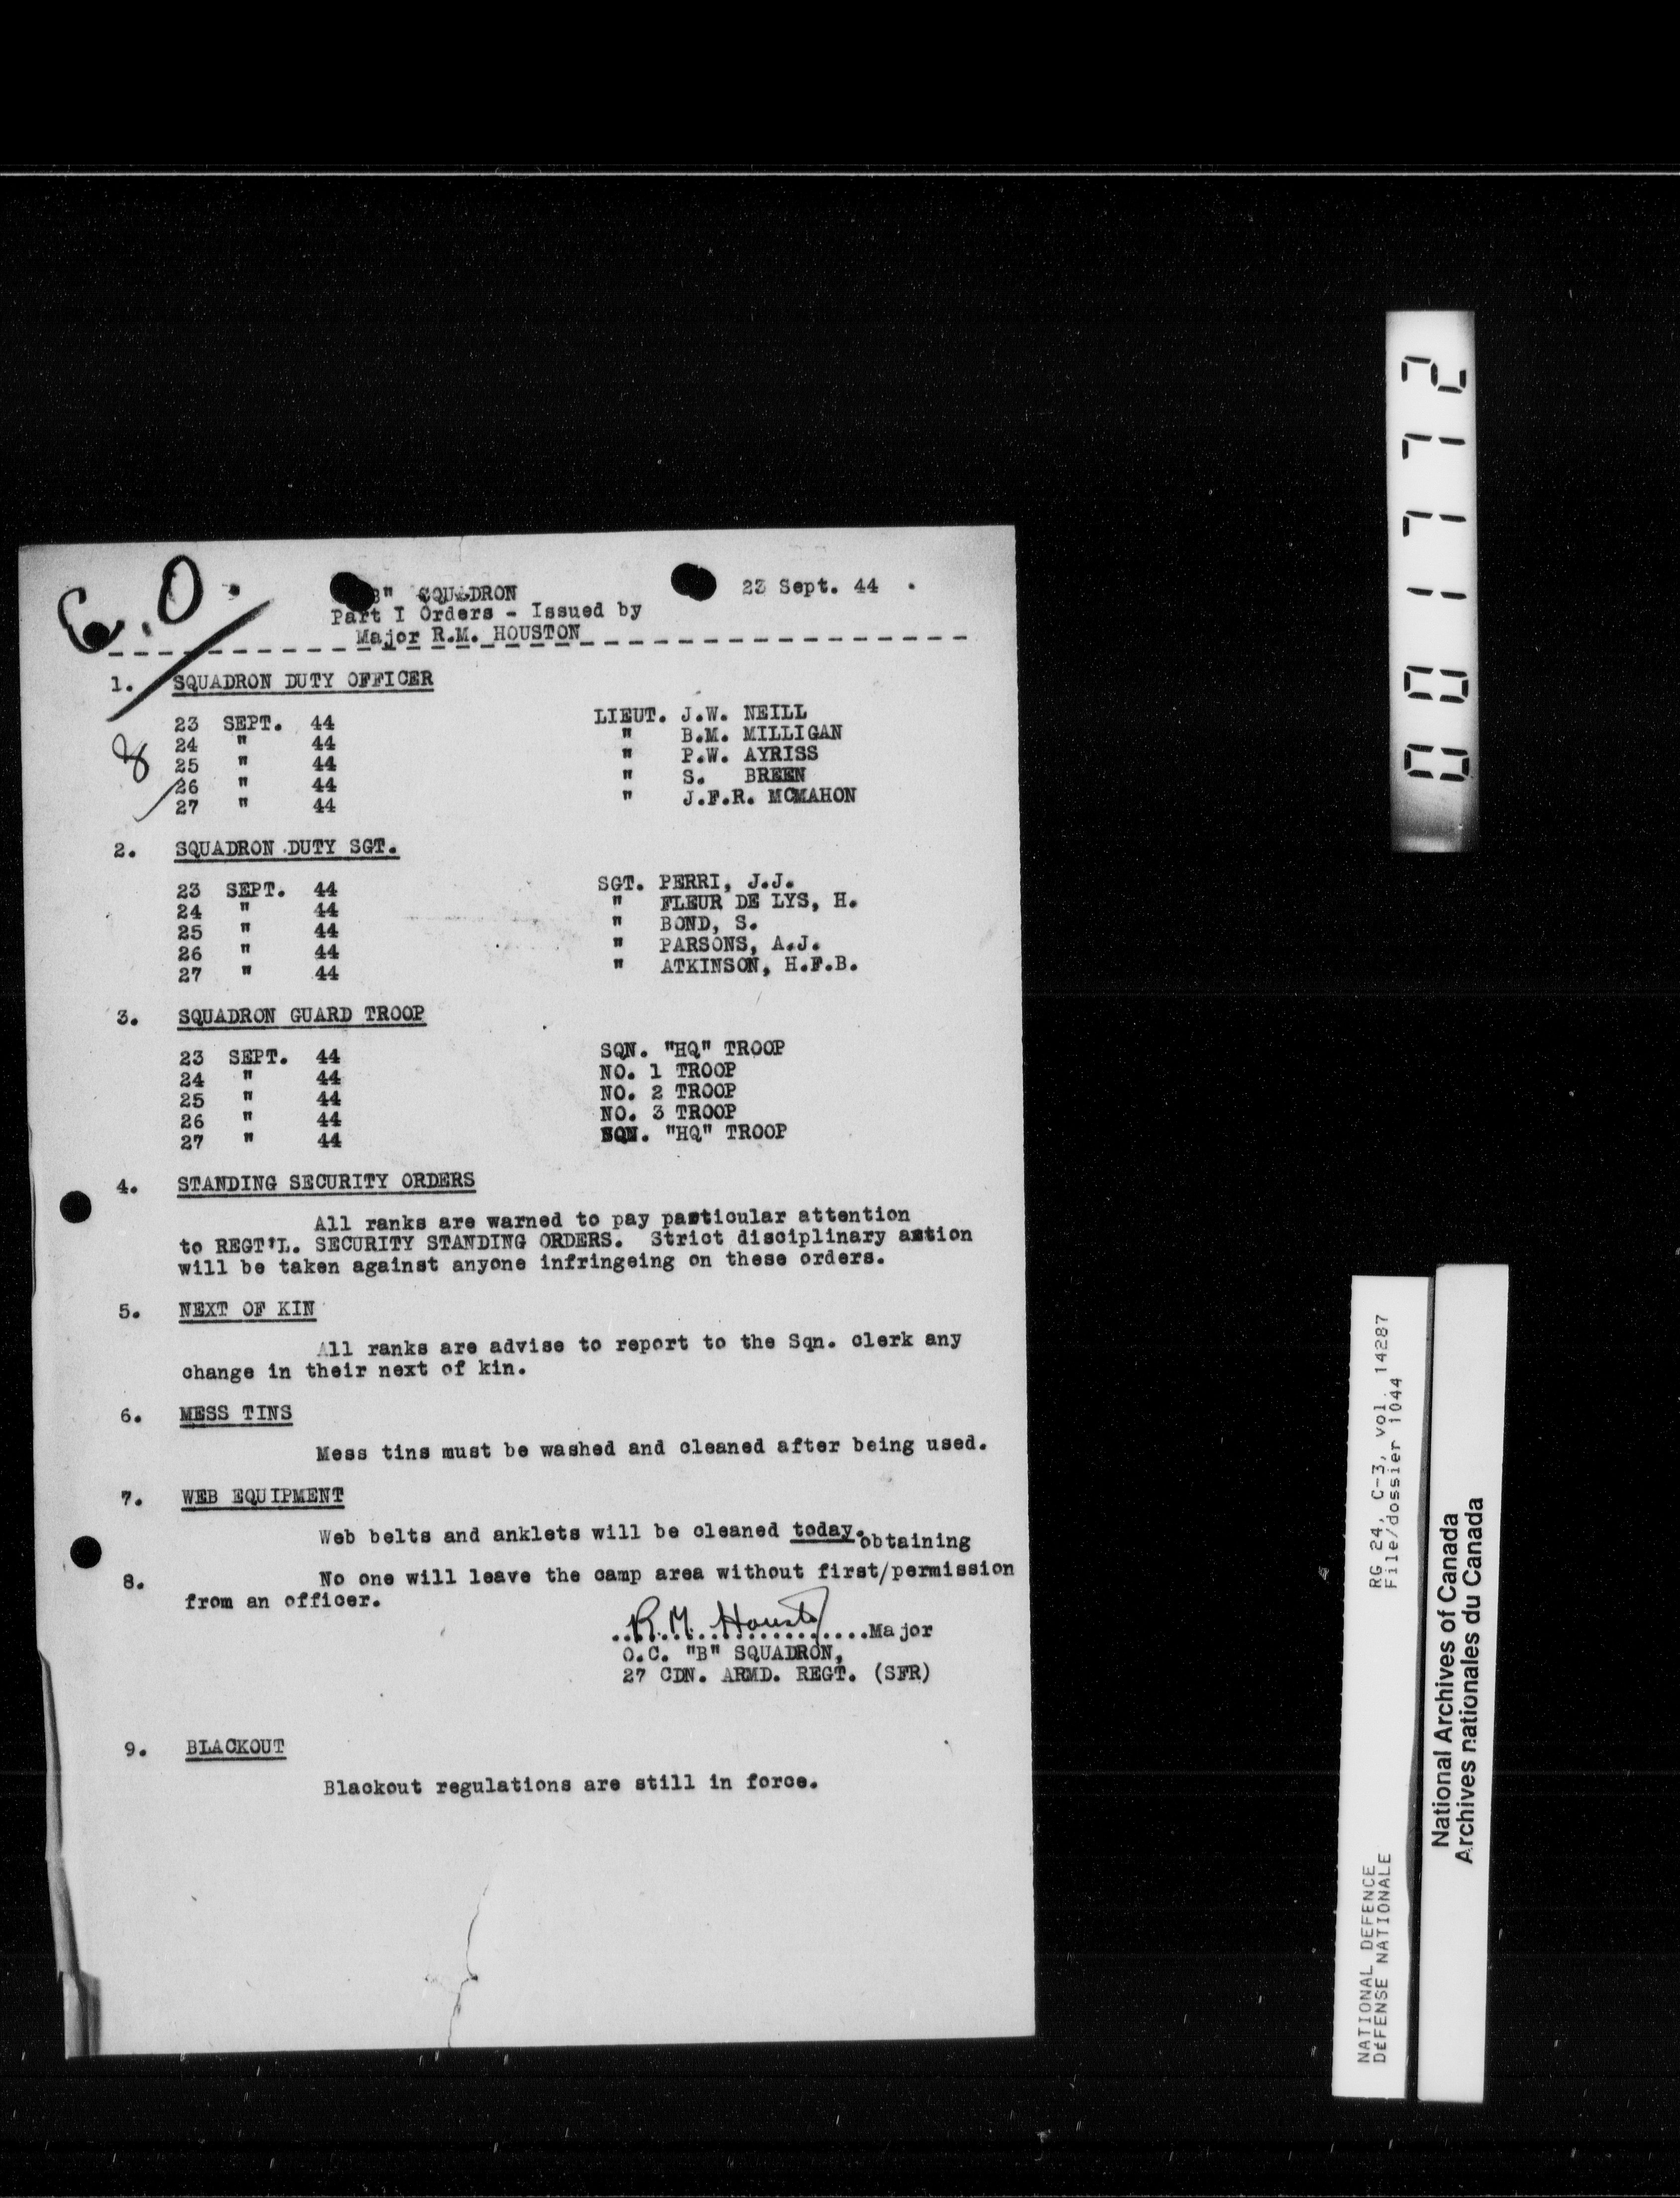 C.O.
8
B" SQUADRON
23 Sept. 44 .
Part I Orders - Issued by
Major R.M. HOUSTON
1. SQUADRON DUTY OFFICER
23 SEPT. 44 LIEUT. J.W. NEILL
24 " 44 " B.M. MILLIGAN
25 " 44 " P.W. AYRISS
26 " 44 " S. BREEN
27 " 44 " J.F.R. MCMAHON
2. SQUADRON DUTY SGT.
23 SEPT. 44 SGT. PERRI, J.J.
24 " 44 " FLEUR DE LYS, H.
25 " 44 " BOND, S.
26 " 44 " PARSONS, A.J.
27 " 44 " ATKINSON, H.F.B.
3. SQUADRON GUARD TROOP
23 SEPT. 44 SQN. "HQ" TROOP
24 " 44 NO. 1 TROOP
25 " 44 NO. 2 TROOP
26 " 44 NO. 3 TROOP
27 " 44 SQN. "HQ" TROOP
4. STANDING SECURITY ORDERS
All ranks are warned to pay particular attention
to REGT'L. SECURITY STANDING ORDERS. Strict disciplinary action
will be taken against anyone infringeing on these orders.
5. NEXT OF KIN
All ranks are advise to report to the Sqn. clerk any
change in their next of kin.
6. MESS TINS
Mess tins must be washed and cleaned after being used.
7. WEB EQUIPMENT
Web belts and anklets will be cleaned today.
obtaining
8. No one will leave the camp area without first/permission
from an officer.
R.M. Houston
....................Major
O.C. "B" SQUADRON,
27 CDN. ARMD. REGT. (SFR)
9. BLACKOUT
Blackout regulations are still in force.
001772
NATIONAL DEFENCE RG 24, C-3, vol. 14287
DÉFENSE NATIONALE File/dossier 1044
National Archives of Canada
Archives nationales du Canada